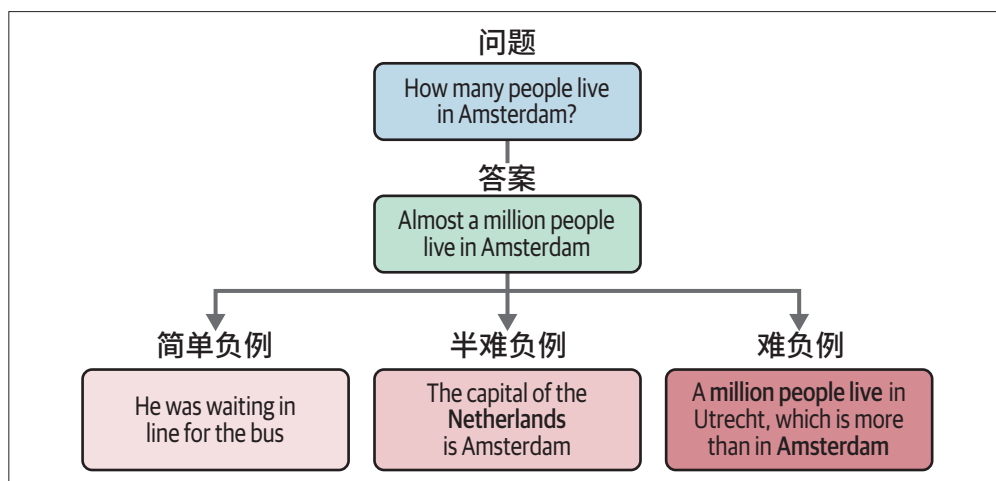 问题
How many people live
in Amsterdam?
答案
Almost a million people
live in Amsterdam
简单负例
He was waiting in
line for the bus
半难负例
The capital of the
Netherlands
is Amsterdam
难负例
A million people live in
Utrecht, which is more
than in Amsterdam